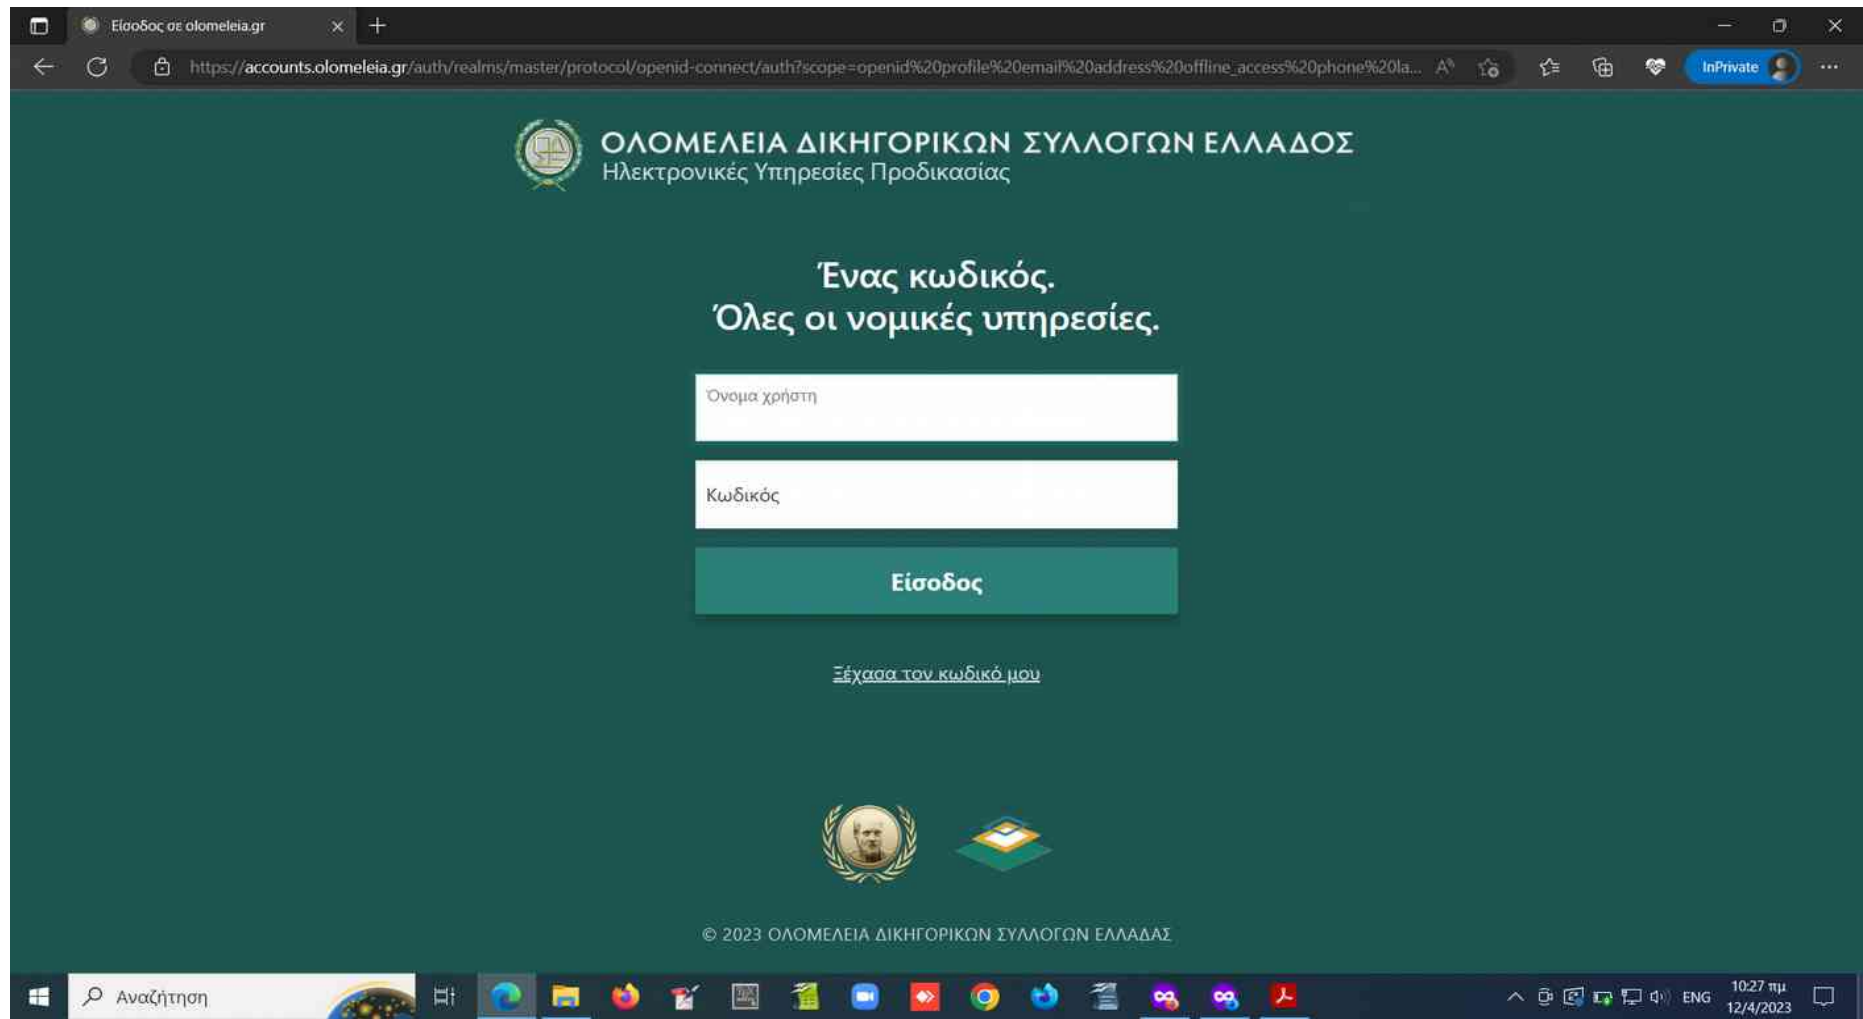 Είσοδος σε olomeleia.gr
https://accounts.olomeleia.gr/auth/realms/master/protocol/openid-connect/auth?scope=openid%20profile%20email%20address%20offline_access%20phone%20la...
InPrivate
ΟΛΟΜΕΛΕΙΑ ΔΙΚΗΓΟΡΙΚΩΝ ΣΥΛΛΟΓΩΝ ΕΛΛΑΔΟΣ
Ηλεκτρονικές Υπηρεσίες Προδικασίας
Ένας κωδικός.
Όλες οι νομικές υπηρεσίες.
Όνομα χρήστη
Κωδικός
Είσοδος
Ξέχασα τον κωδικό μου
© 2023 ΟΛΟΜΕΛΕΙΑ ΔΙΚΗΓΟΡΙΚΩΝ ΣΥΛΛΟΓΩΝ ΕΛΛΑΔΑΣ
Αναζήτηση
ENG
10:27 πμ
12/4/2023